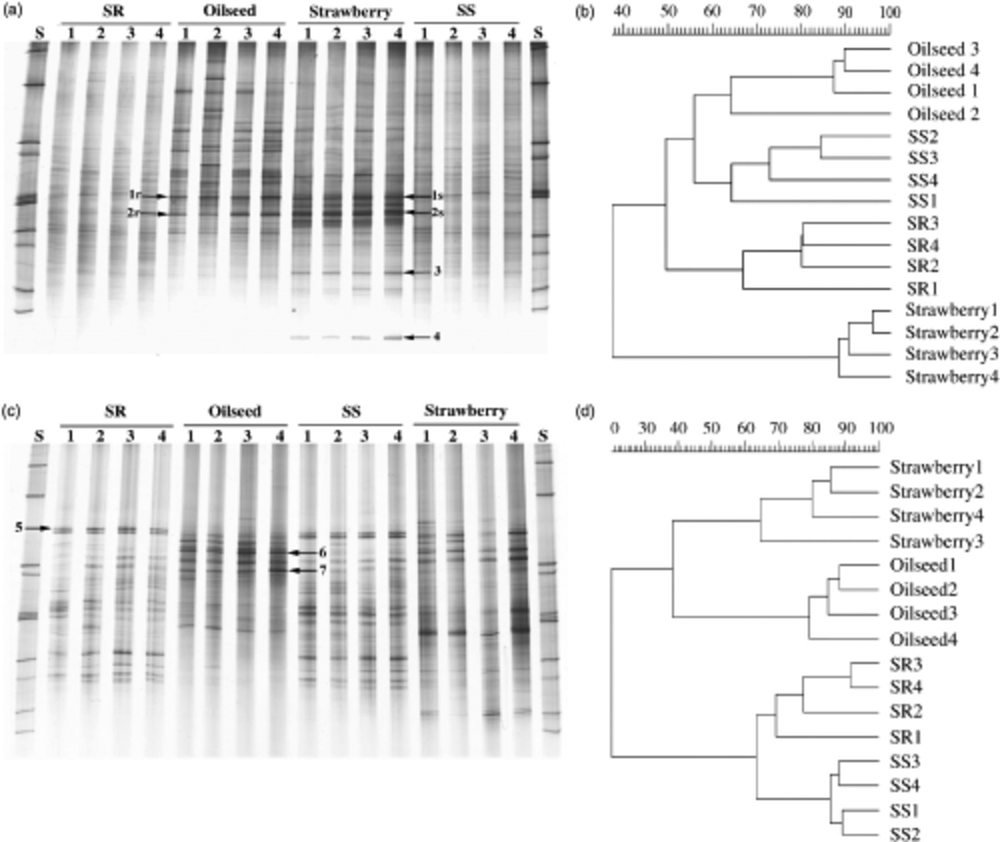 (a) SR Oilseed Strawberry SS
S 1 2 3 4 1 2 3 4 1 2 3 4 1 2 3 4 S
1r 1s
2r 2s
3
4
(b) 40 50 60 70 80 90 100
Oilseed 3
Oilseed 4
Oilseed 1
Oilseed 2
SS2
SS3
SS4
SS1
SR3
SR4
SR2
SR1
Strawberry1
Strawberry2
Strawberry3
Strawberry4
(c) SR Oilseed SS Strawberry
S 1 2 3 4 1 2 3 4 1 2 3 4 1 2 3 4 S
5
6
7
(d)
0 30 40 50 60 70 80 90 100
Strawberry1
Strawberry2
Strawberry4
Strawberry3
Oilseed1
Oilseed2
Oilseed3
Oilseed4
SR3
SR4
SR2
SR1
SS3
SS4
SS1
SS2